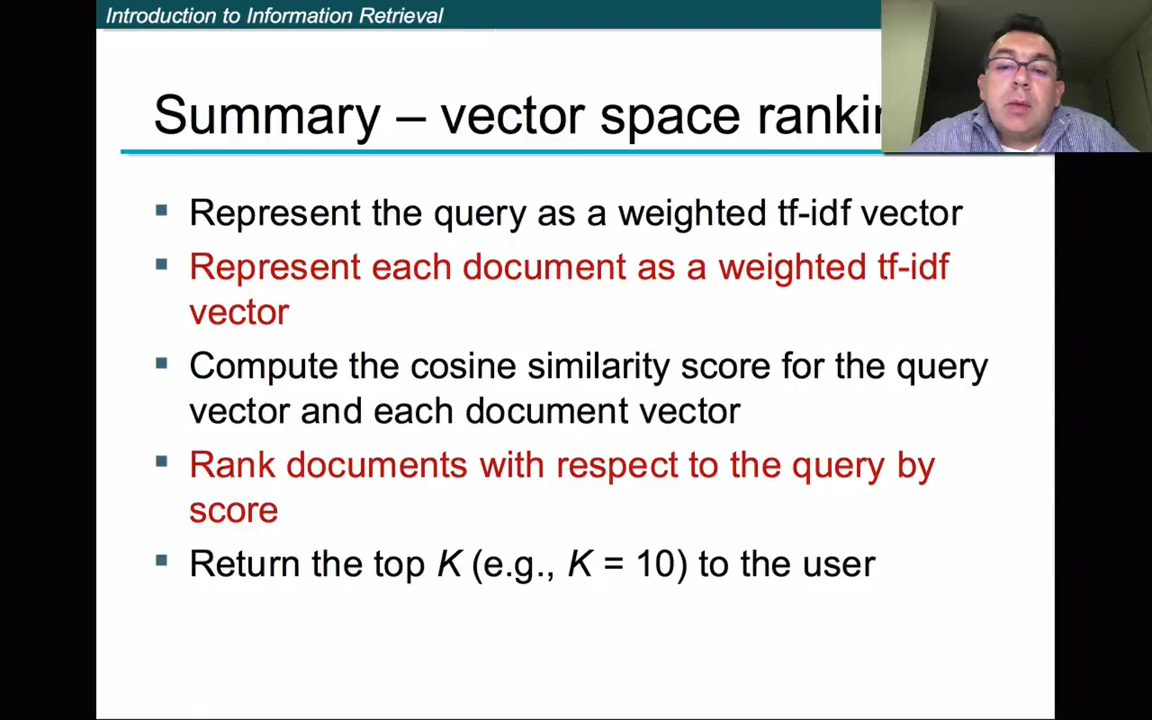 Introduction to Information Retrieval
Summary – vector space
▪ Represent the query as a weighted tf-idf vector
▪ Represent each document as a weighted tf-idf
vector
▪ Compute the cosine similarity score for the query
vector and each document vector
▪ Rank documents with respect to the query by
score
▪ Return the top K (e.g., K = 10) to the user